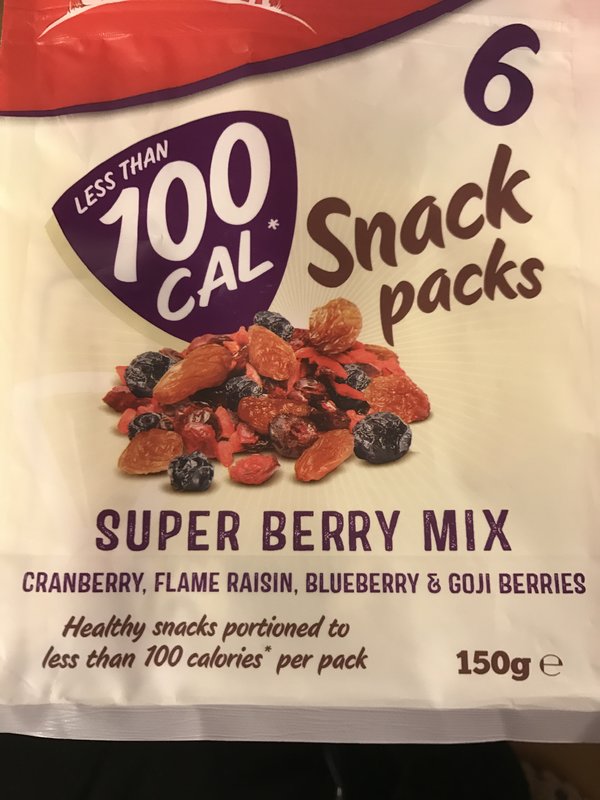 6
LESS THAN
100
CAL*
Snack
packs
SUPER BERRY MIX
CRANBERRY, FLAME RAISIN, BLUEBERRY & GOJI BERRIES
Healthy snacks portioned to
less than 100 calories* per pack
150g ℮